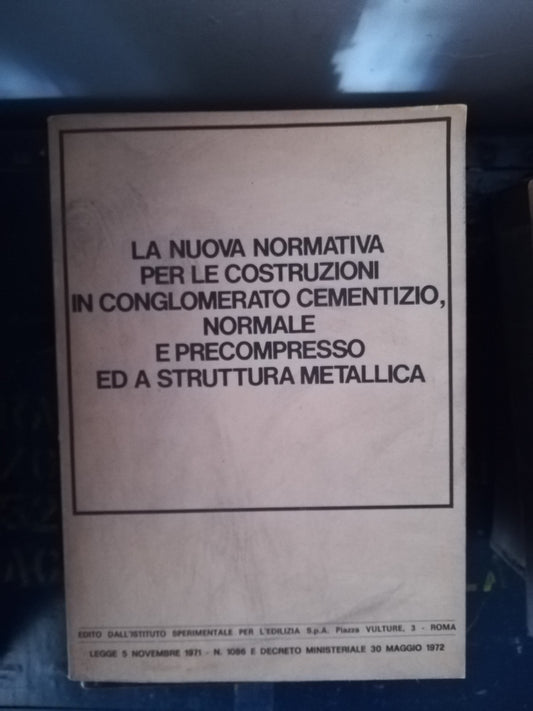 LA NUOVA NORMATIVA
PER LE COSTRUZIONI
IN CONGLOMERATO CEMENTIZIO,
NORMALE
E PRECOMPRESSO
ED A STRUTTURA METALLICA
EDITO DALL'ISTITUTO SPERIMENTALE PER L'EDILIZIA S.p.A. Piazza VULTURE, 3 - ROMA
LEGGE 5 NOVEMBRE 1971 - N. 1086 E DECRETO MINISTERIALE 30 MAGGIO 1972